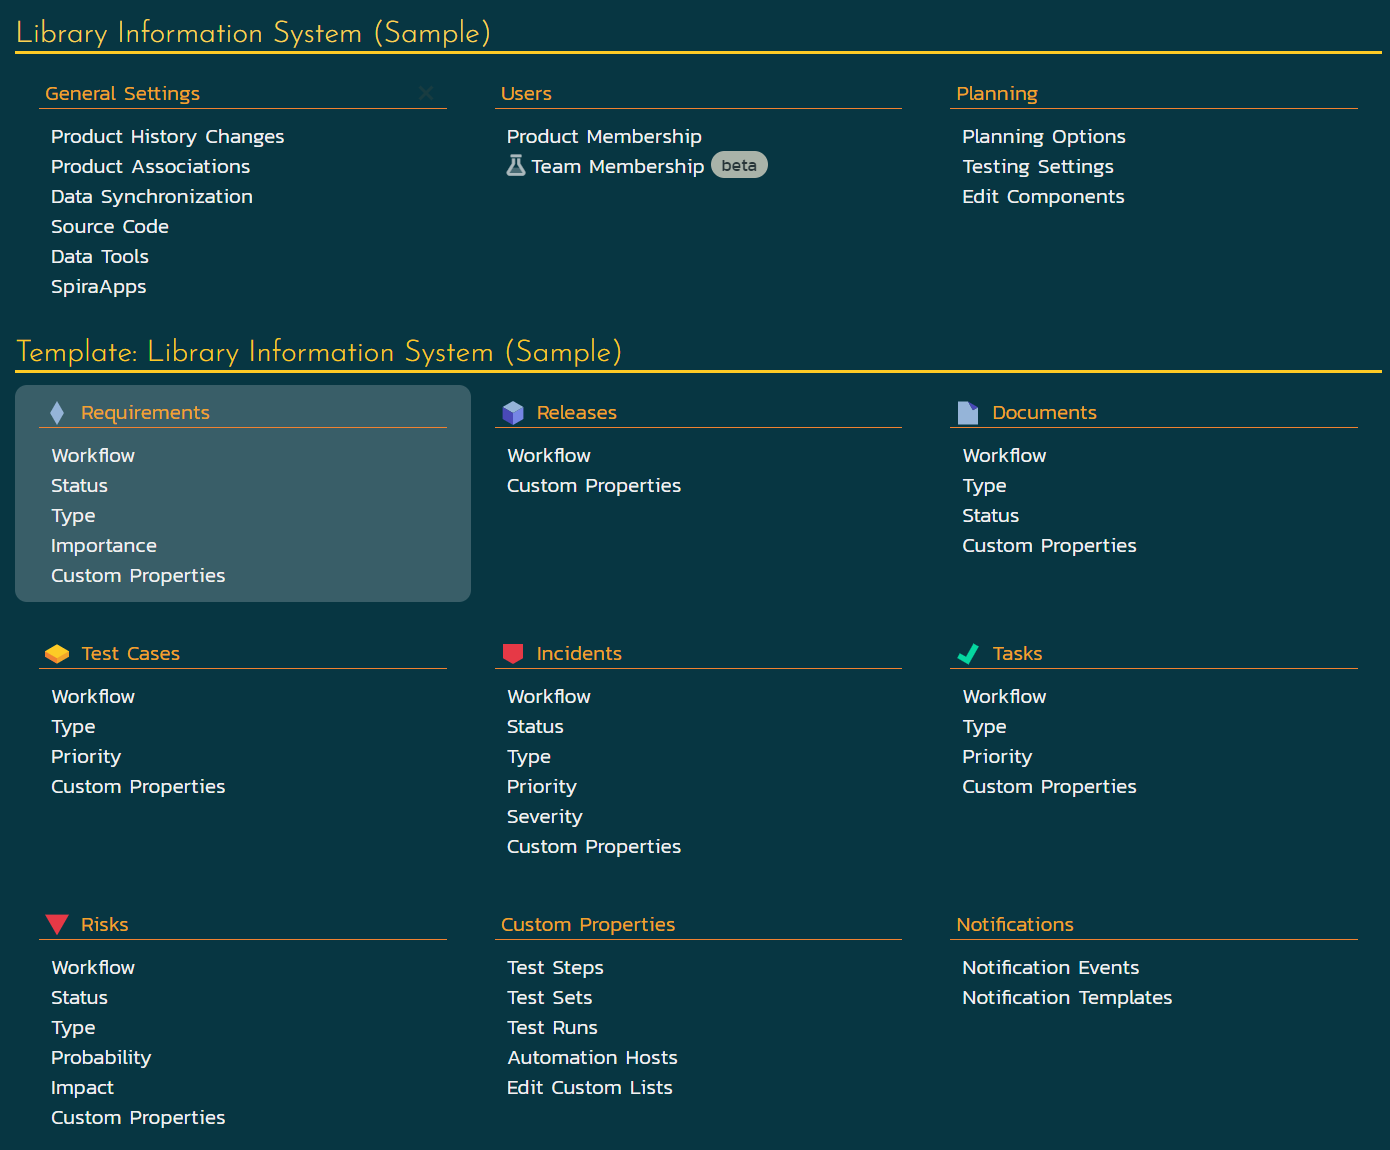 Library Information System (Sample)
General Settings
Product History Changes
Product Associations
Data Synchronization
Source Code
Data Tools
SpiraApps
Users
Product Membership
Team Membership beta
Planning
Planning Options
Testing Settings
Edit Components
Template: Library Information System (Sample)
Requirements
Workflow
Status
Type
Importance
Custom Properties
Releases
Workflow
Custom Properties
Documents
Workflow
Type
Status
Custom Properties
Test Cases
Workflow
Type
Priority
Custom Properties
Incidents
Workflow
Status
Type
Priority
Severity
Custom Properties
Tasks
Workflow
Type
Priority
Custom Properties
Risks
Workflow
Status
Type
Probability
Impact
Custom Properties
Custom Properties
Test Steps
Test Sets
Test Runs
Automation Hosts
Edit Custom Lists
Notifications
Notification Events
Notification Templates